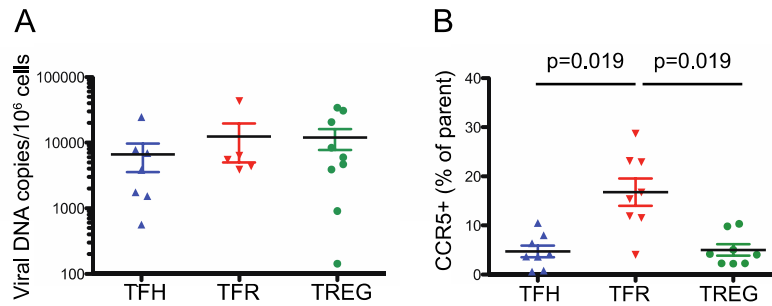 A
Viral DNA copies/10⁶ cells
100000
10000
1000
100
TFH TFR TREG
B
p=0.019 p=0.019
CCR5+ (% of parent)
40
30
20
10
0
TFH TFR TREG